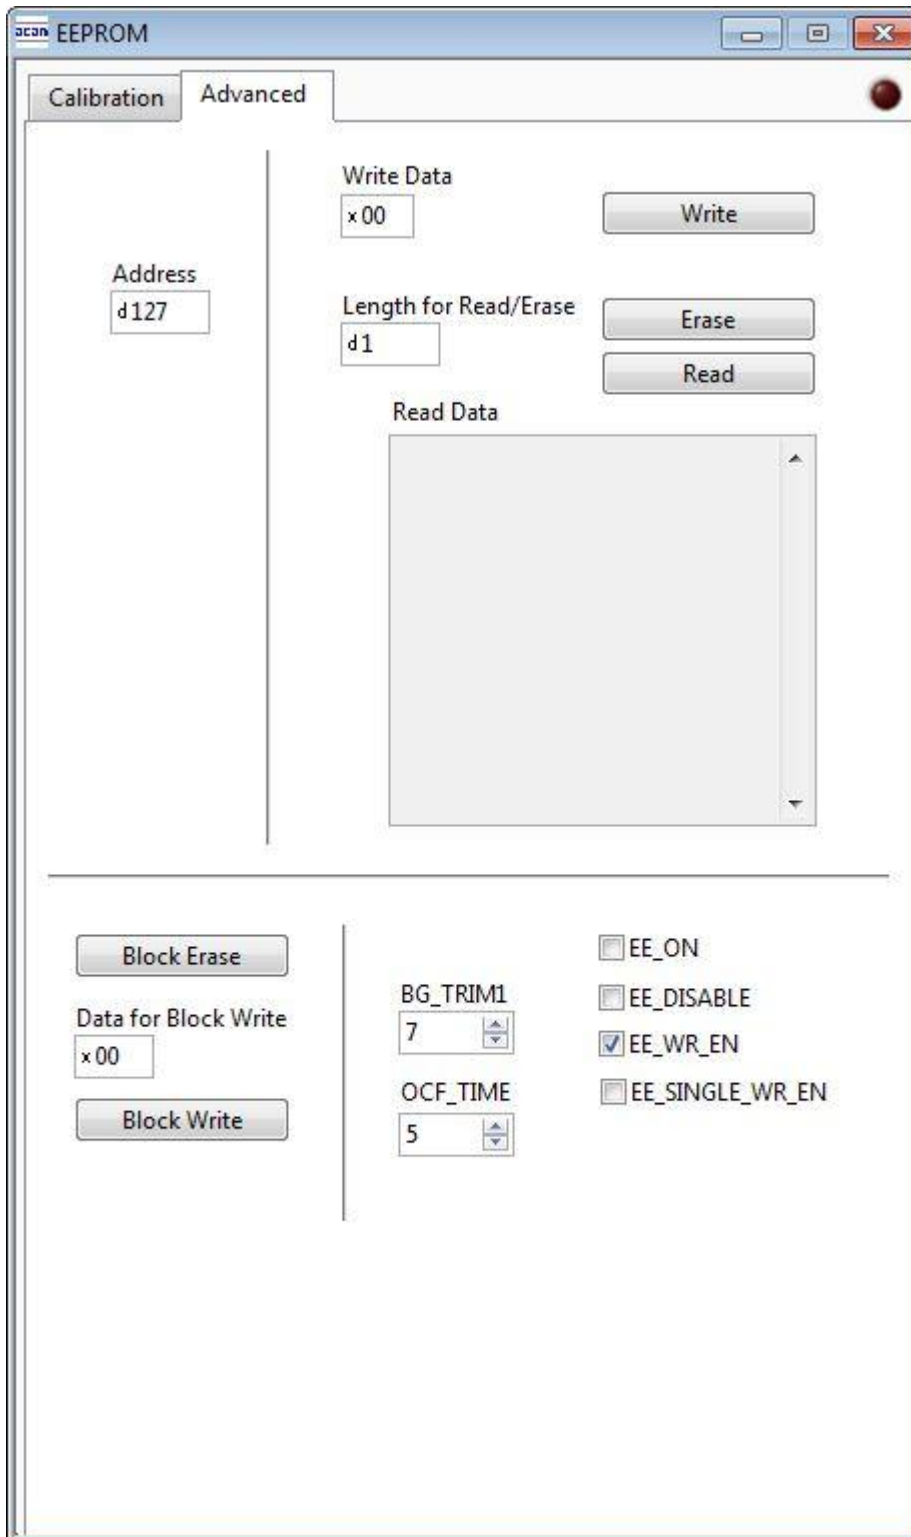 acan EEPROM
Calibration Advanced
Write Data
x 00
Write
Address
d 127
Length for Read/Erase
d 1
Erase
Read
Read Data
Block Erase
Data for Block Write
x 00
Block Write
BG_TRIM1
7
OCF_TIME
5
EE_ON
EE_DISABLE
EE_WR_EN
EE_SINGLE_WR_EN